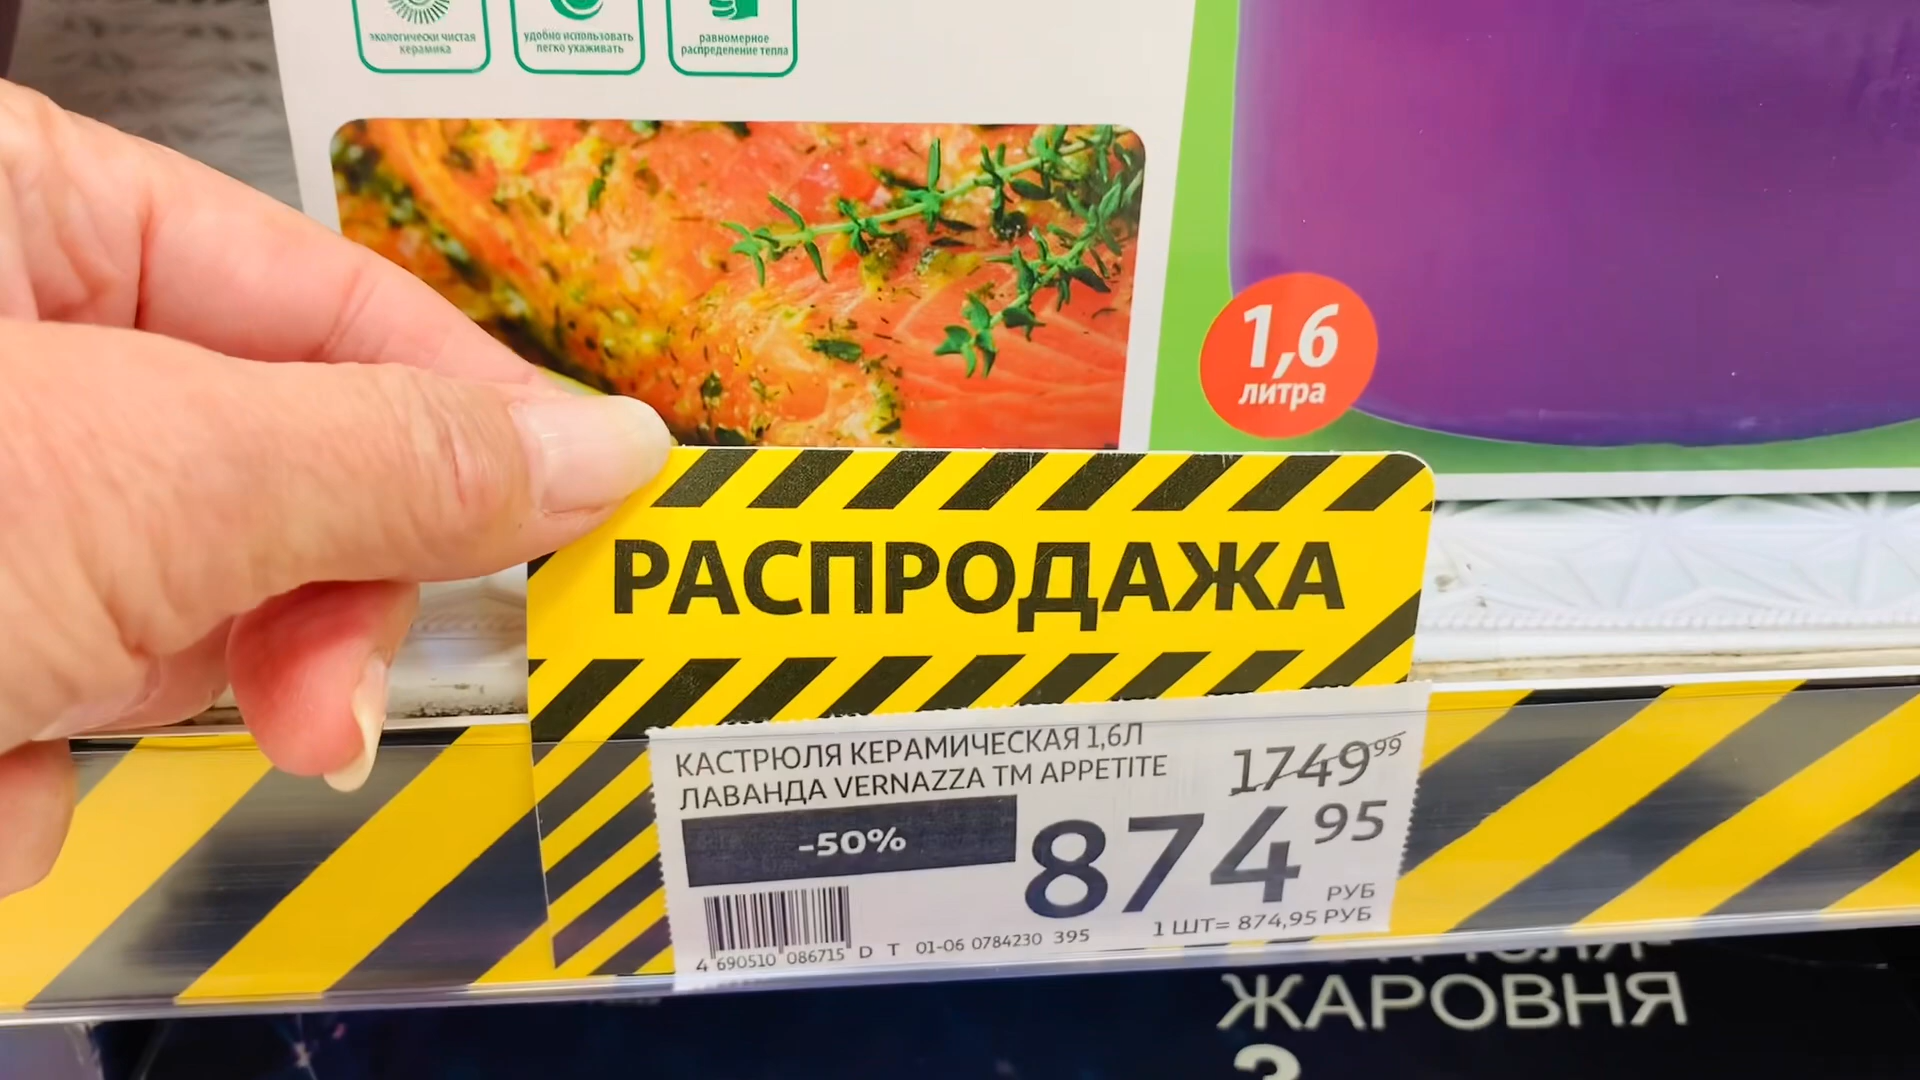 экологически чистая
керамика
удобно использовать
легко ухаживать
равномерное
распределение тепла
1,6
литра
РАСПРОДАЖА
КАСТРЮЛЯ КЕРАМИЧЕСКАЯ 1,6Л
ЛАВАНДА VERNAZZA TM APPETITE
1749 99
-50%
874 95
РУБ
1 ШТ= 874,95 РУБ
4 690510 086715 D T 01-06 0784230 395
ЖАРОВНЯ